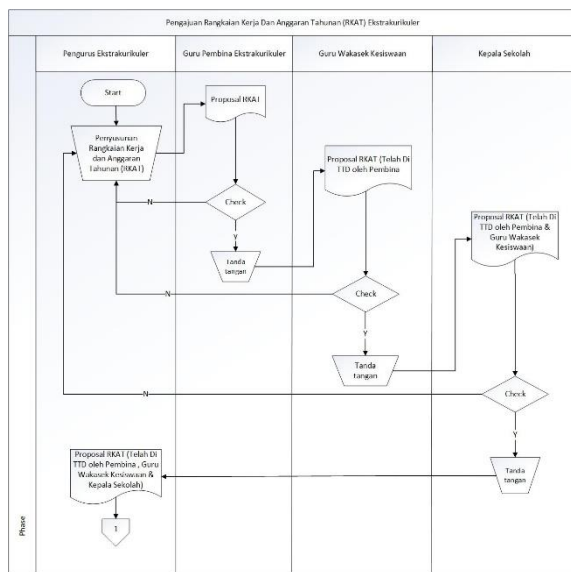 Pengajuan Rangkaian Kerja Dan Anggaran Tahunan (RKAT) Ekstrakurikuler
Pengurus Ekstrakurikuler
Guru Pembina Ekstrakurikuler
Guru Wakasek Kesiswaan
Kepala Sekolah
Start
Penyusunan
Rangkaian Kerja
dan Anggaran
Tahunan (RKAT)
Proposal RKAT
Check
N
Y
Tanda
tangan
Proposal RKAT (Telah Di
TTD oleh Pembina
Check
N
Y
Tanda
tangan
Proposal RKAT (Telah Di
TTD oleh Pembina &
Guru Wakasek
Kesiswaan)
Check
N
Y
Tanda
tangan
Proposal RKAT (Telah Di
TTD oleh Pembina , Guru
Wakasek Kesiswaan &
Kepala Sekolah)
1
Phase